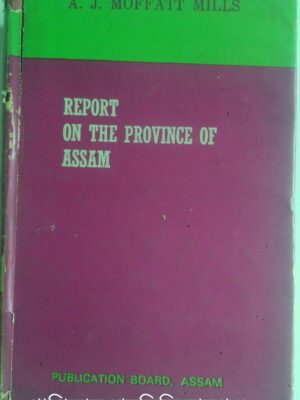 A. J. MOFFATT MILLS
REPORT
ON THE PROVINCE OF
ASSAM
PUBLICATION BOARD, ASSAM